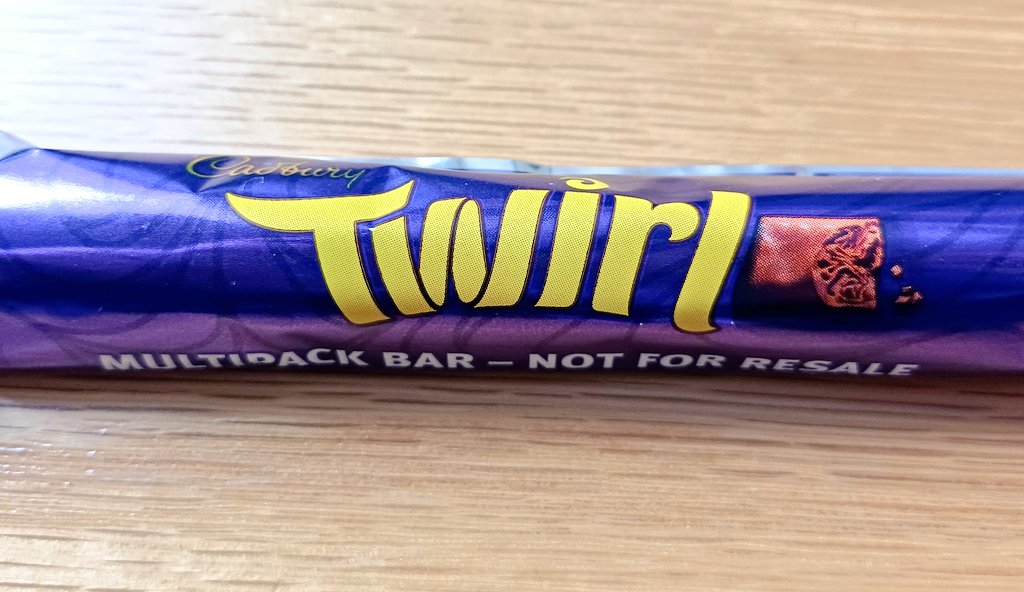 Cadbury
Twirl
MULTIPACK BAR – NOT FOR RESALE